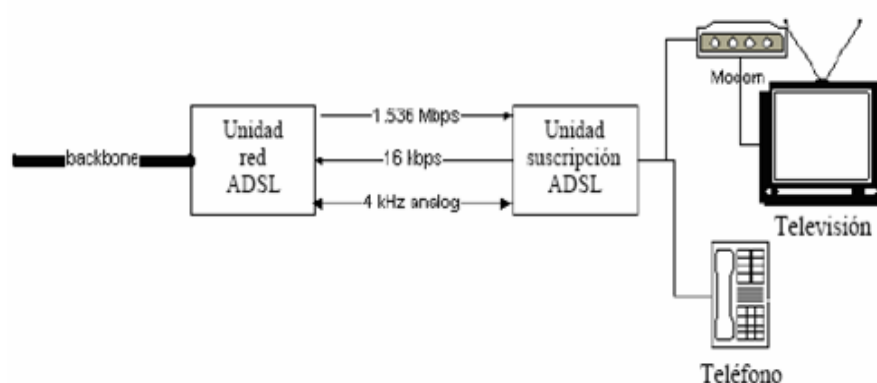 Modem
1.536 Mbps
Unidad
red
ADSL
Unidad
suscripción
ADSL
backbone
16 kbps
4 kHz analog
Televisión
Teléfono